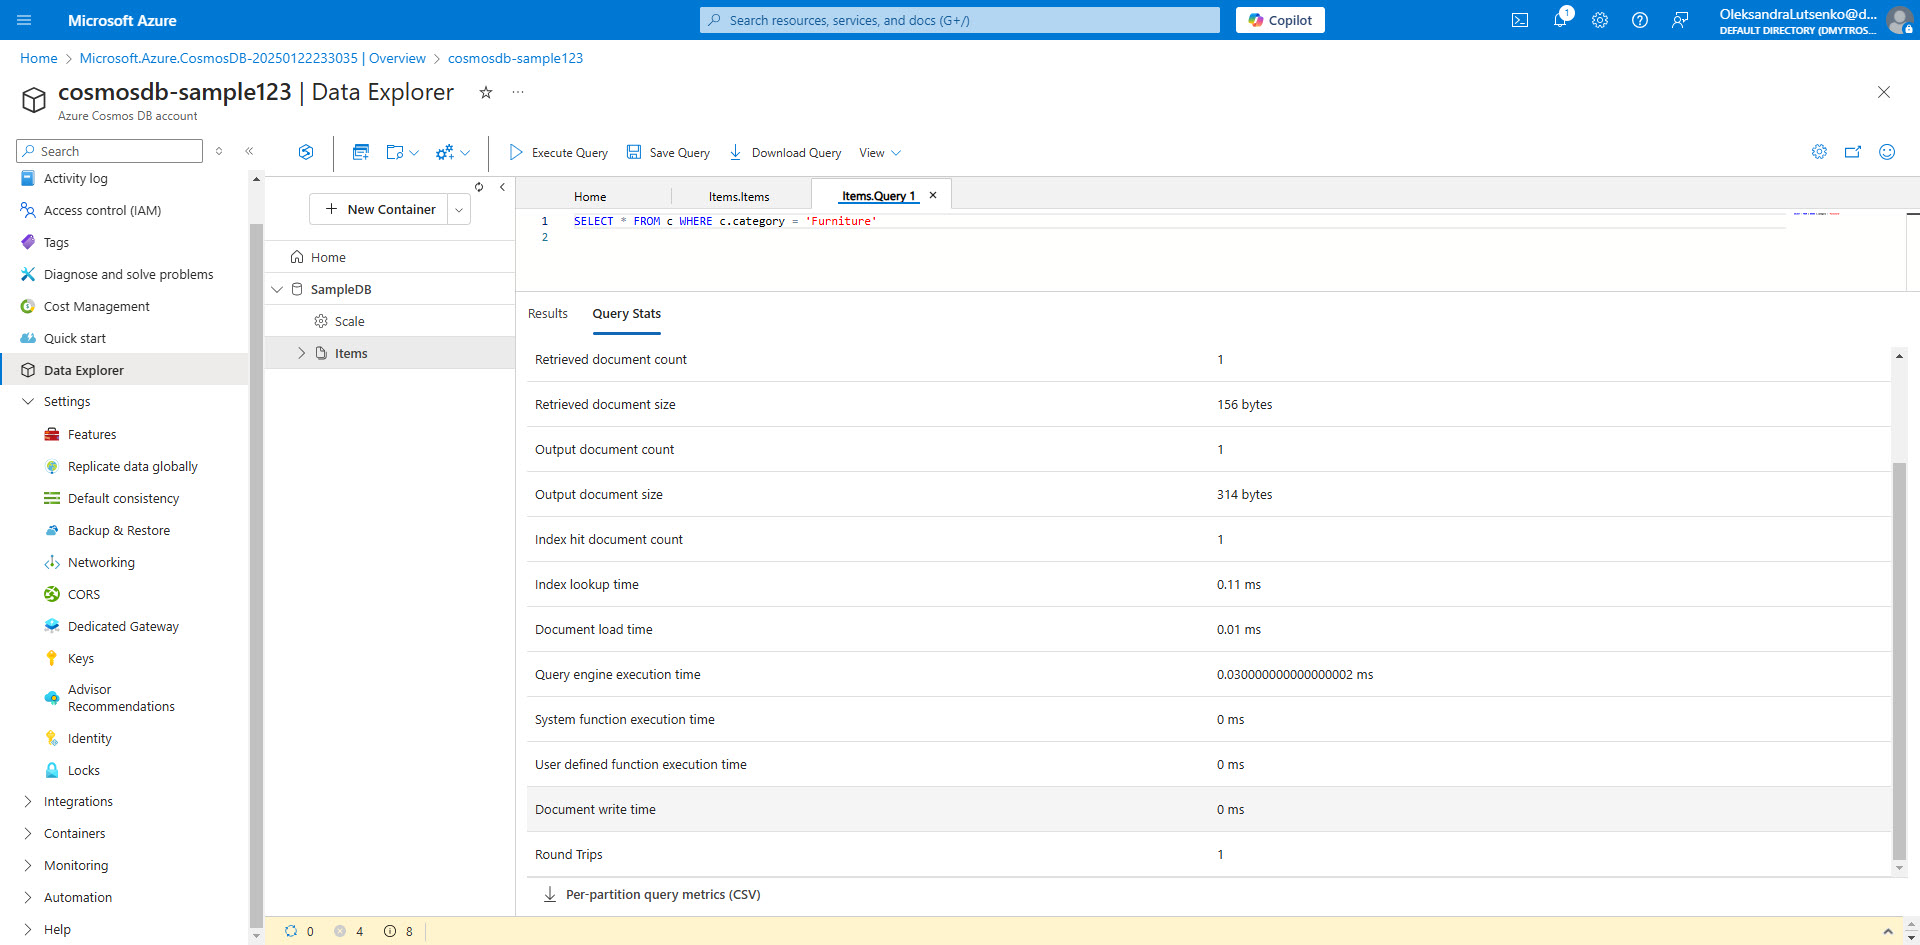 Microsoft Azure
Search resources, services, and docs (G+/)
Copilot
1
OleksandraLutsenko@d...
DEFAULT DIRECTORY (DMYTROS...
Home > Microsoft.Azure.CosmosDB-20250122233035 | Overview > cosmosdb-sample123
cosmosdb-sample123 | Data Explorer
Azure Cosmos DB account
Search
Activity log
Access control (IAM)
Tags
Diagnose and solve problems
Cost Management
Quick start
Data Explorer
Settings
Features
Replicate data globally
Default consistency
Backup & Restore
Networking
CORS
Dedicated Gateway
Keys
Advisor
Recommendations
Identity
Locks
Integrations
Containers
Monitoring
Automation
Help
Execute Query
Save Query
Download Query
View
New Container
Home
SampleDB
Scale
Items
Home
Items.Items
Items.Query 1
1 SELECT * FROM c WHERE c.category = 'Furniture'
2
Results
Query Stats
Retrieved document count 1
Retrieved document size 156 bytes
Output document count 1
Output document size 314 bytes
Index hit document count 1
Index lookup time 0.11 ms
Document load time 0.01 ms
Query engine execution time 0.030000000000000002 ms
System function execution time 0 ms
User defined function execution time 0 ms
Document write time 0 ms
Round Trips 1
Per-partition query metrics (CSV)
0 4 8